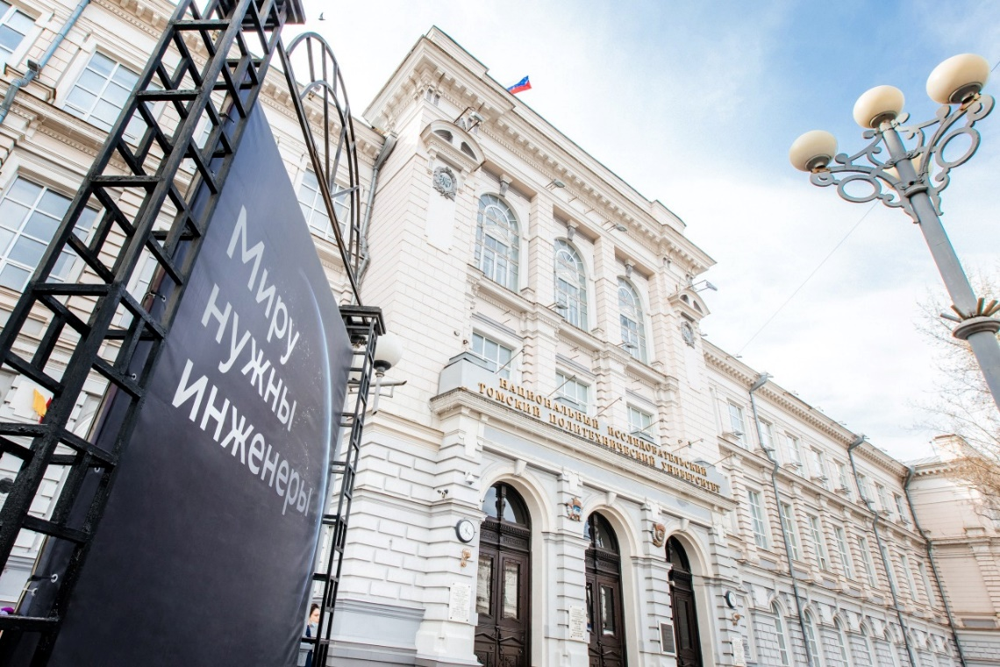 Миру
нужны
инженеры
НАЦИОНАЛЬНЫЙ ИССЛЕДОВАТЕЛЬСКИЙ
ТОМСКИЙ ПОЛИТЕХНИЧЕСКИЙ УНИВЕРСИТЕТ